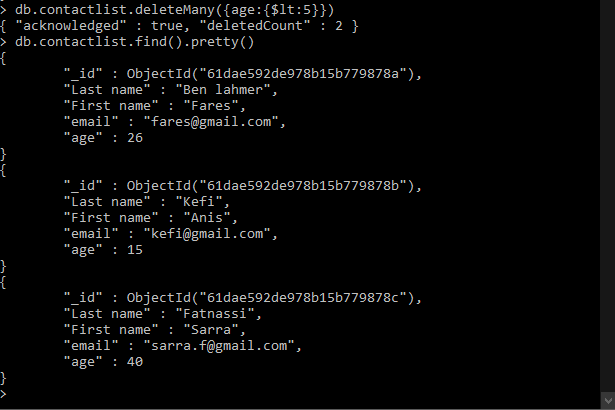 > db.contactlist.deleteMany({age:{$lt:5}})
{ "acknowledged" : true, "deletedCount" : 2 }
> db.contactlist.find().pretty()
{
        "_id" : ObjectId("61dae592de978b15b779878a"),
        "Last name" : "Ben lahmer",
        "First name" : "Fares",
        "email" : "fares@gmail.com",
        "age" : 26
}
{
        "_id" : ObjectId("61dae592de978b15b779878b"),
        "Last name" : "Kefi",
        "First name" : "Anis",
        "email" : "kefi@gmail.com",
        "age" : 15
}
{
        "_id" : ObjectId("61dae592de978b15b779878c"),
        "Last name" : "Fatnassi",
        "First name" : "Sarra",
        "email" : "sarra.f@gmail.com",
        "age" : 40
}
>